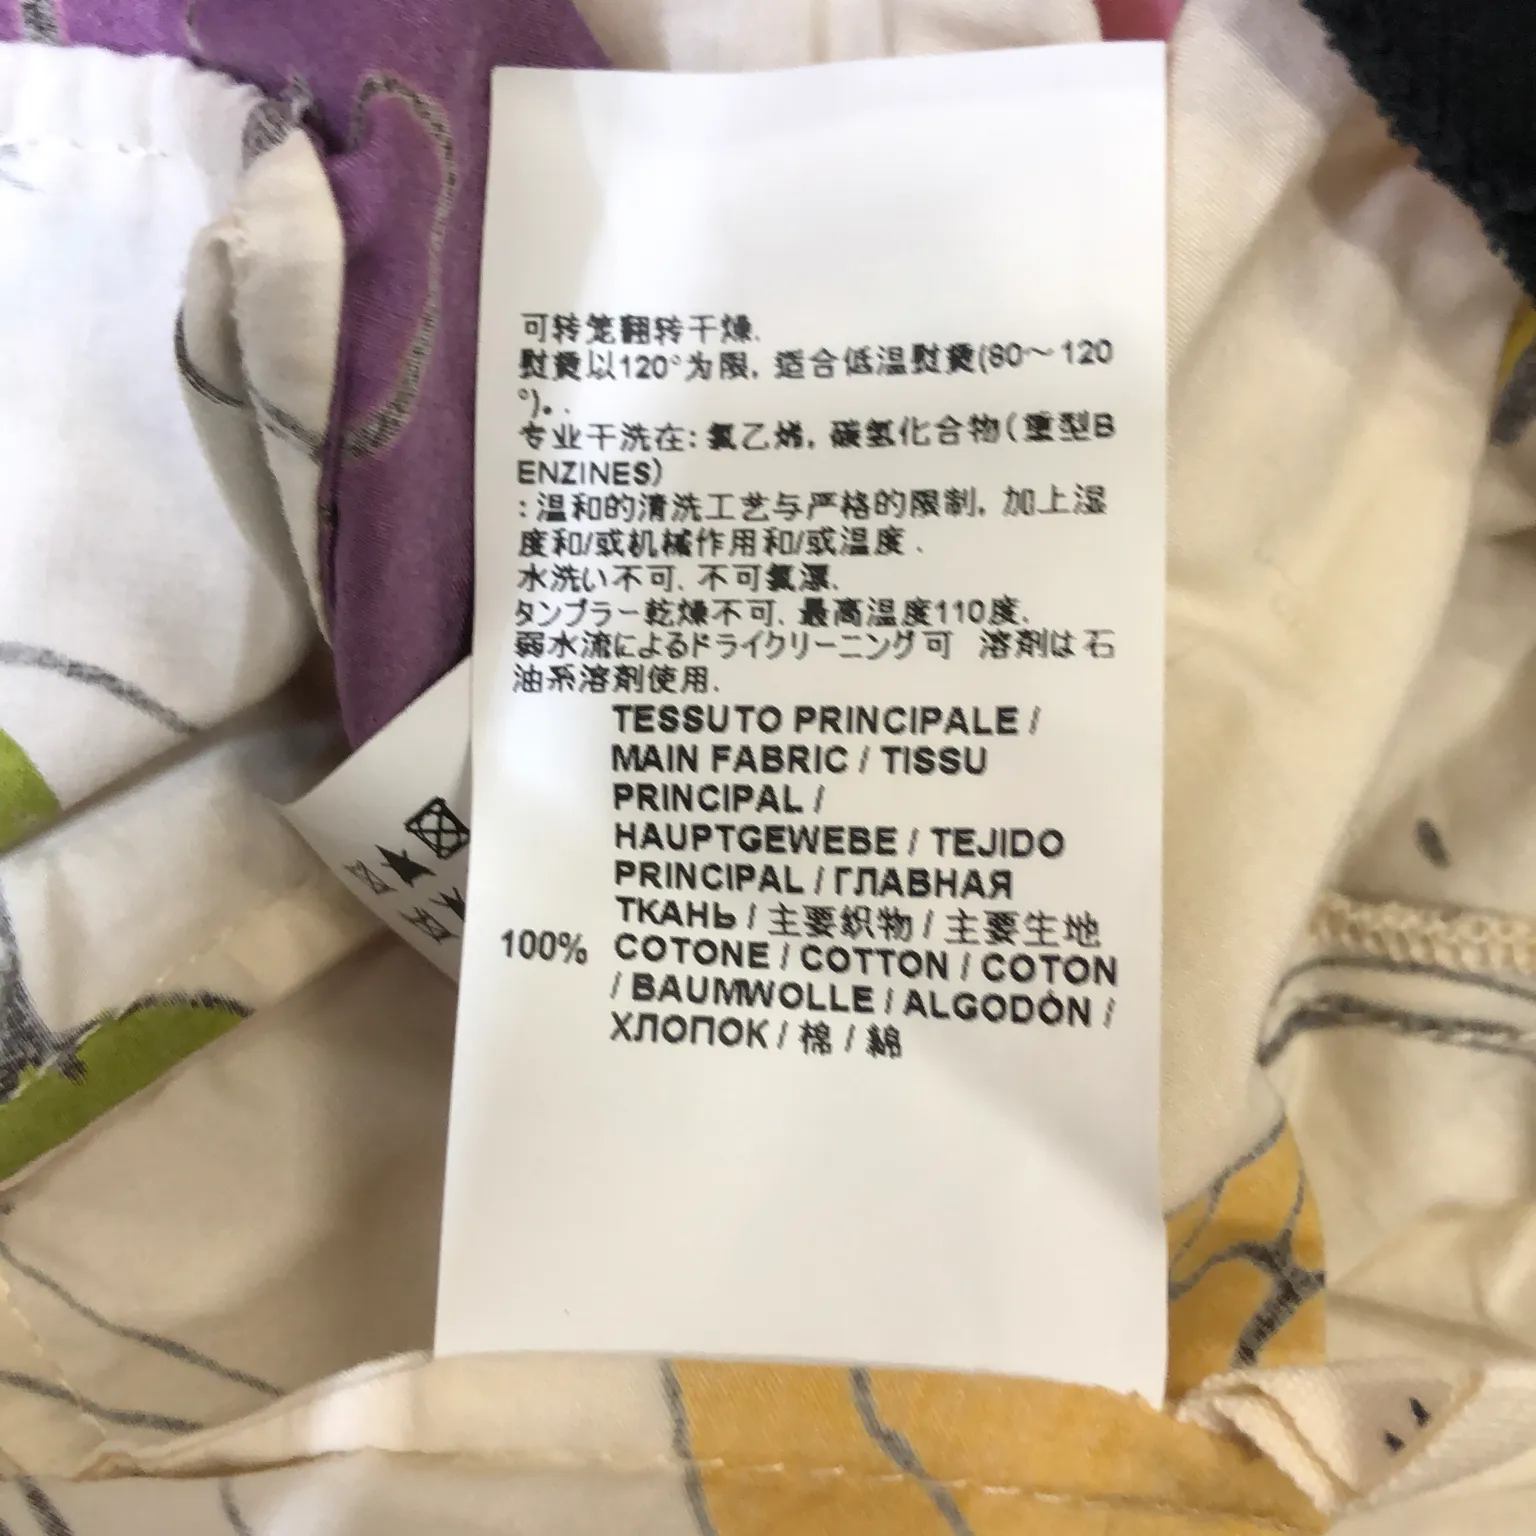 可转笼翻转干燥.
熨烫以120°为限. 适合低温熨烫(80～120
°)。.
专业干洗在: 氯乙烯, 碳氢化合物(重型B
ENZINES)
: 温和的清洗工艺与严格的限制, 加上湿
度和/或机械作用和/或温度 .
水洗い不可. 不可氯漂.
タンブラー乾燥不可. 最高温度110度.
弱水流によるドライクリーニング可 溶剤は石
油系溶剤使用.
TESSUTO PRINCIPALE /
MAIN FABRIC / TISSU
PRINCIPAL /
HAUPTGEWEBE / TEJIDO
PRINCIPAL / ГЛАВНАЯ
ТКАНЬ / 主要织物 / 主要生地
100% COTONE / COTTON / COTON
/ BAUMWOLLE / ALGODÓN /
ХЛОПОК / 棉 / 綿